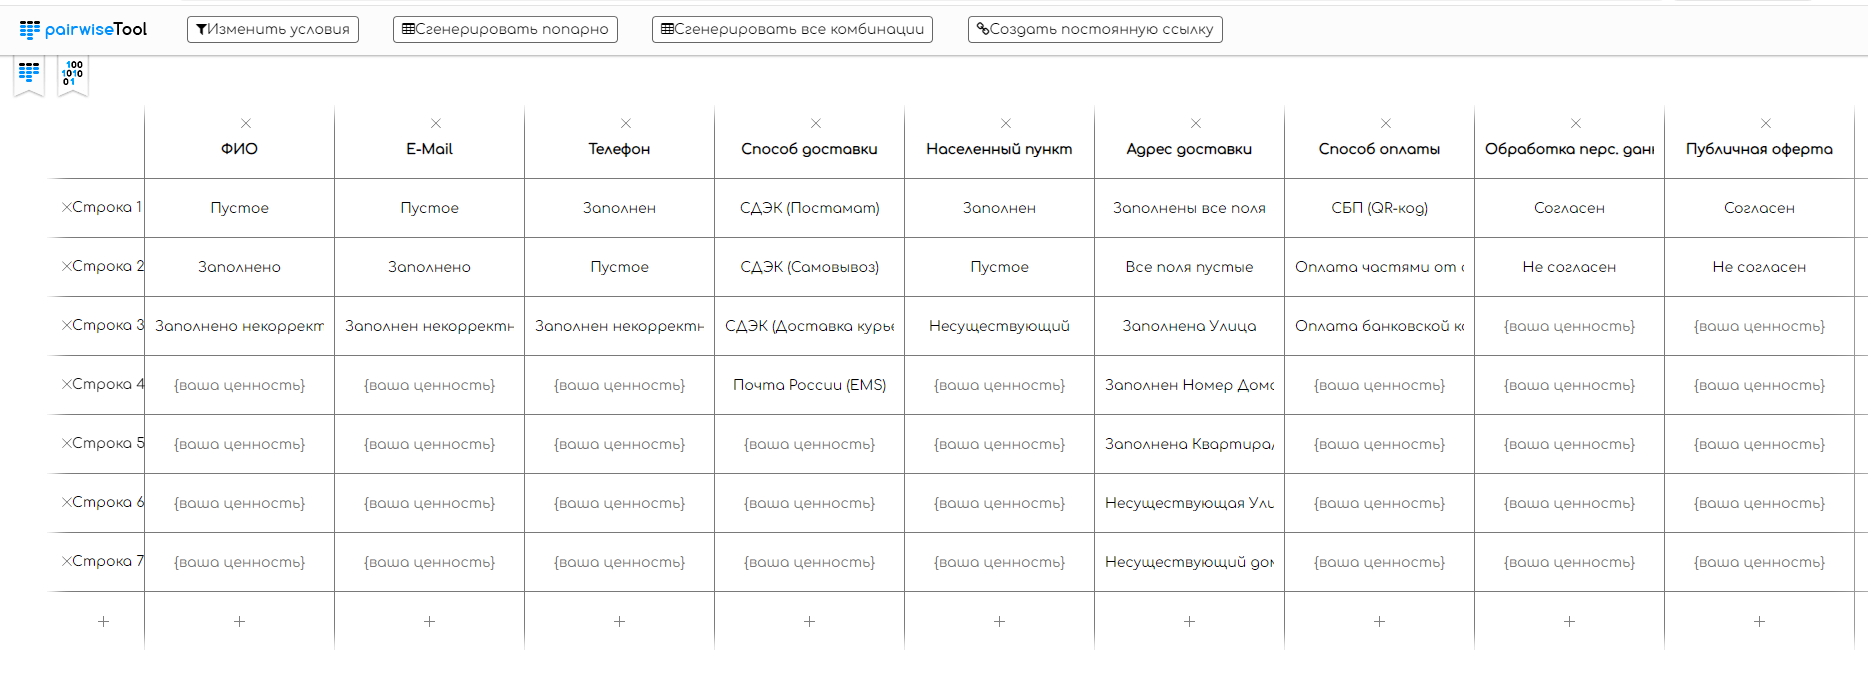 pairwiseTool Изменить условия Сгенерировать попарно Сгенерировать все комбинации Создать постоянную ссылку
100
1010
01
ФИО E-Mail Телефон Способ доставки Населенный пункт Адрес доставки Способ оплаты Обработка перс. данн Публичная оферта
Строка 1 Пустое Пустое Заполнен СДЭК (Постамат) Заполнен Заполнены все поля СБП (QR-код) Согласен Согласен
Строка 2 Заполнено Заполнено Пустое СДЭК (Самовывоз) Пустое Все поля пустые Оплата частями от Не согласен Не согласен
Строка 3 Заполнено некоррект Заполнен некорректн Заполнен некорректн СДЭК (Доставка курье Несуществующий Заполнена Улица Оплата банковской к {ваша ценность} {ваша ценность}
Строка 4 {ваша ценность} {ваша ценность} {ваша ценность} Почта России (EMS) {ваша ценность} Заполнен Номер Дома {ваша ценность} {ваша ценность} {ваша ценность}
Строка 5 {ваша ценность} {ваша ценность} {ваша ценность} {ваша ценность} {ваша ценность} Заполнена Квартира/ {ваша ценность} {ваша ценность} {ваша ценность}
Строка 6 {ваша ценность} {ваша ценность} {ваша ценность} {ваша ценность} {ваша ценность} Несуществующая Ули {ваша ценность} {ваша ценность} {ваша ценность}
Строка 7 {ваша ценность} {ваша ценность} {ваша ценность} {ваша ценность} {ваша ценность} Несуществующий дом {ваша ценность} {ваша ценность} {ваша ценность}